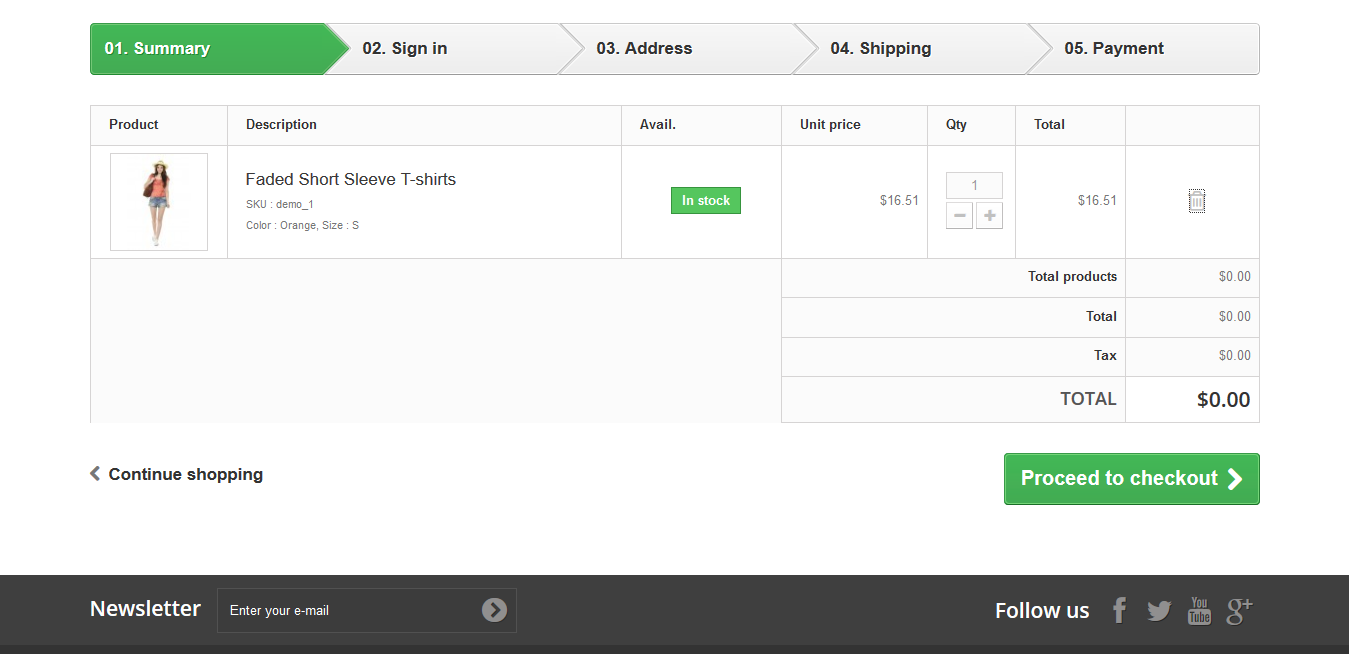 01. Summary
02. Sign in
03. Address
04. Shipping
05. Payment
Product
Description
Avail.
Unit price
Qty
Total
Faded Short Sleeve T-shirts
SKU : demo_1
Color : Orange, Size : S
In stock
$16.51
1
$16.51
Total products
$0.00
Total
$0.00
Tax
$0.00
TOTAL
$0.00
Continue shopping
Proceed to checkout
Newsletter
Enter your e-mail
Follow us
You
Tube
g+